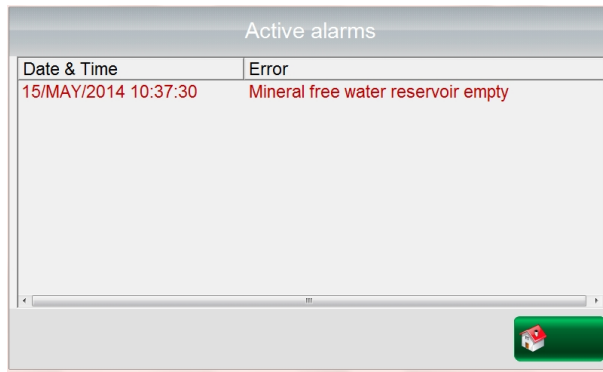 Active alarms
Date & Time Error
15/MAY/2014 10:37:30 Mineral free water reservoir empty